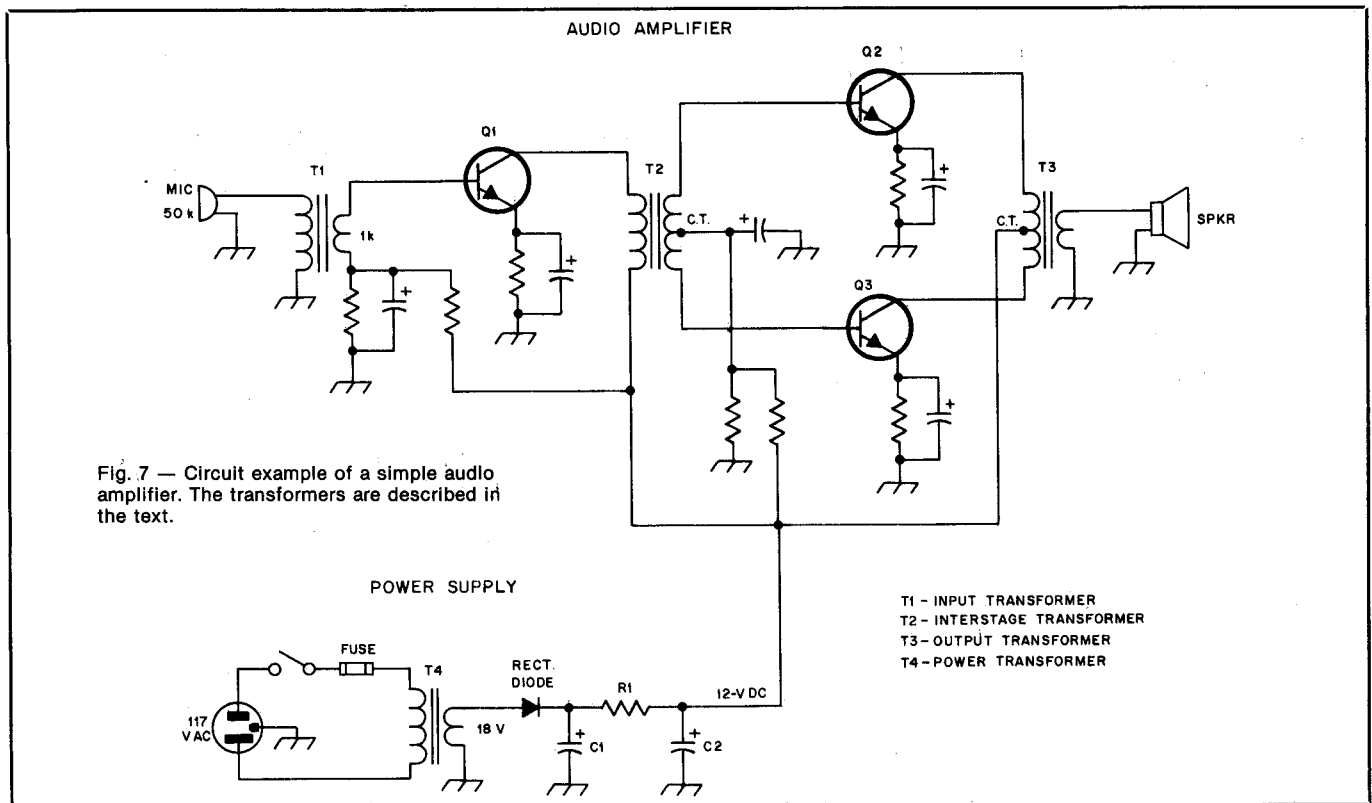 AUDIO AMPLIFIER
Q2
Q1
T1
T2
T3
MIC
50 k
1k
C.T.
+
C.T.
SPKR
+
+
+
Q3
+
Fig. 7 — Circuit example of a simple audio
amplifier. The transformers are described in
the text.
POWER SUPPLY
T1 – INPUT TRANSFORMER
T2 – INTERSTAGE TRANSFORMER
T3 – OUTPUT TRANSFORMER
T4 – POWER TRANSFORMER
FUSE
T4
RECT.
DIODE
R1
12-V DC
117
V AC
18 V
+
C1
+
C2